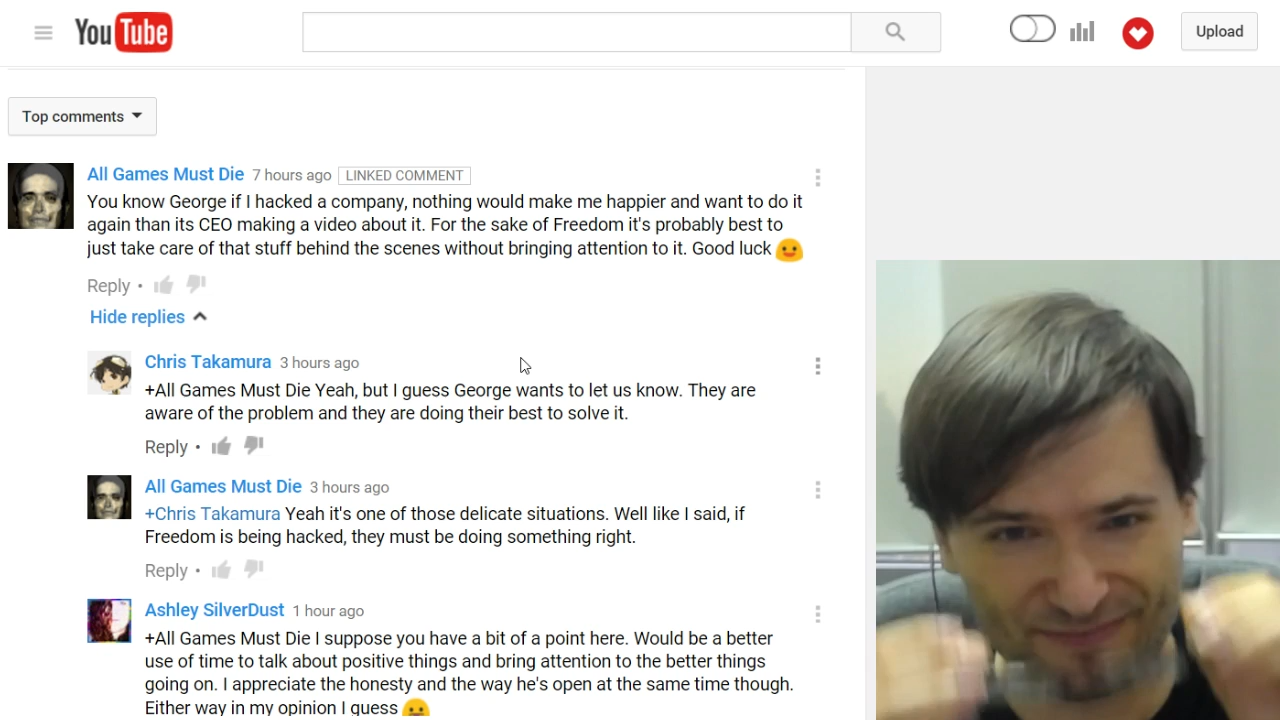 YouTube
Upload
Top comments
All Games Must Die 7 hours ago LINKED COMMENT
You know George if I hacked a company, nothing would make me happier and want to do it
again than its CEO making a video about it. For the sake of Freedom it's probably best to
just take care of that stuff behind the scenes without bringing attention to it. Good luck
Reply •
Hide replies
Chris Takamura 3 hours ago
+All Games Must Die Yeah, but I guess George wants to let us know. They are
aware of the problem and they are doing their best to solve it.
Reply •
All Games Must Die 3 hours ago
+Chris Takamura Yeah it's one of those delicate situations. Well like I said, if
Freedom is being hacked, they must be doing something right.
Reply •
Ashley SilverDust 1 hour ago
+All Games Must Die I suppose you have a bit of a point here. Would be a better
use of time to talk about positive things and bring attention to the better things
going on. I appreciate the honesty and the way he's open at the same time though.
Either way in my opinion I guess